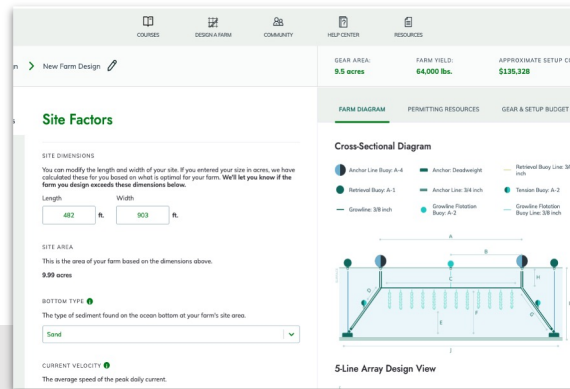 COURSES
DESIGN A FARM
COMMUNITY
HELP CENTER
RESOURCES
New Farm Design
GEAR AREA:
9.5 acres
FARM YIELD:
64,000 lbs.
APPROXIMATE SETUP
$135,328
Site Factors
SITE DIMENSIONS
You can modify the length and width of your site. If you entered your size in acres, we have
calculated these for you based on what is optimal for your farm. We'll let you know if the
farm you design exceeds these dimensions below.
Length
Width
482 ft.
903 ft.
SITE AREA
This is the area of your farm based on the dimensions above.
9.99 acres
BOTTOM TYPE
The type of sediment found on the ocean bottom at your farm's site area.
Sand
CURRENT VELOCITY
The average speed of the peak daily current.
FARM DIAGRAM
PERMITTING RESOURCES
GEAR & SETUP BUDGET
Cross-Sectional Diagram
Anchor Line Buoy: A-4
Anchor: Deadweight
Retrieval Buoy Line:
inch
Retrieval Buoy: A-1
Anchor Line: 3/4 inch
Tension Buoy: A-2
Growline: 3/8 inch
Growline Flotation
Buoy: A-2
Growline Flotation
Buoy Line: 3/8 inch
A
B
C
H
G
E
F
D
J
5-Line Array Design View